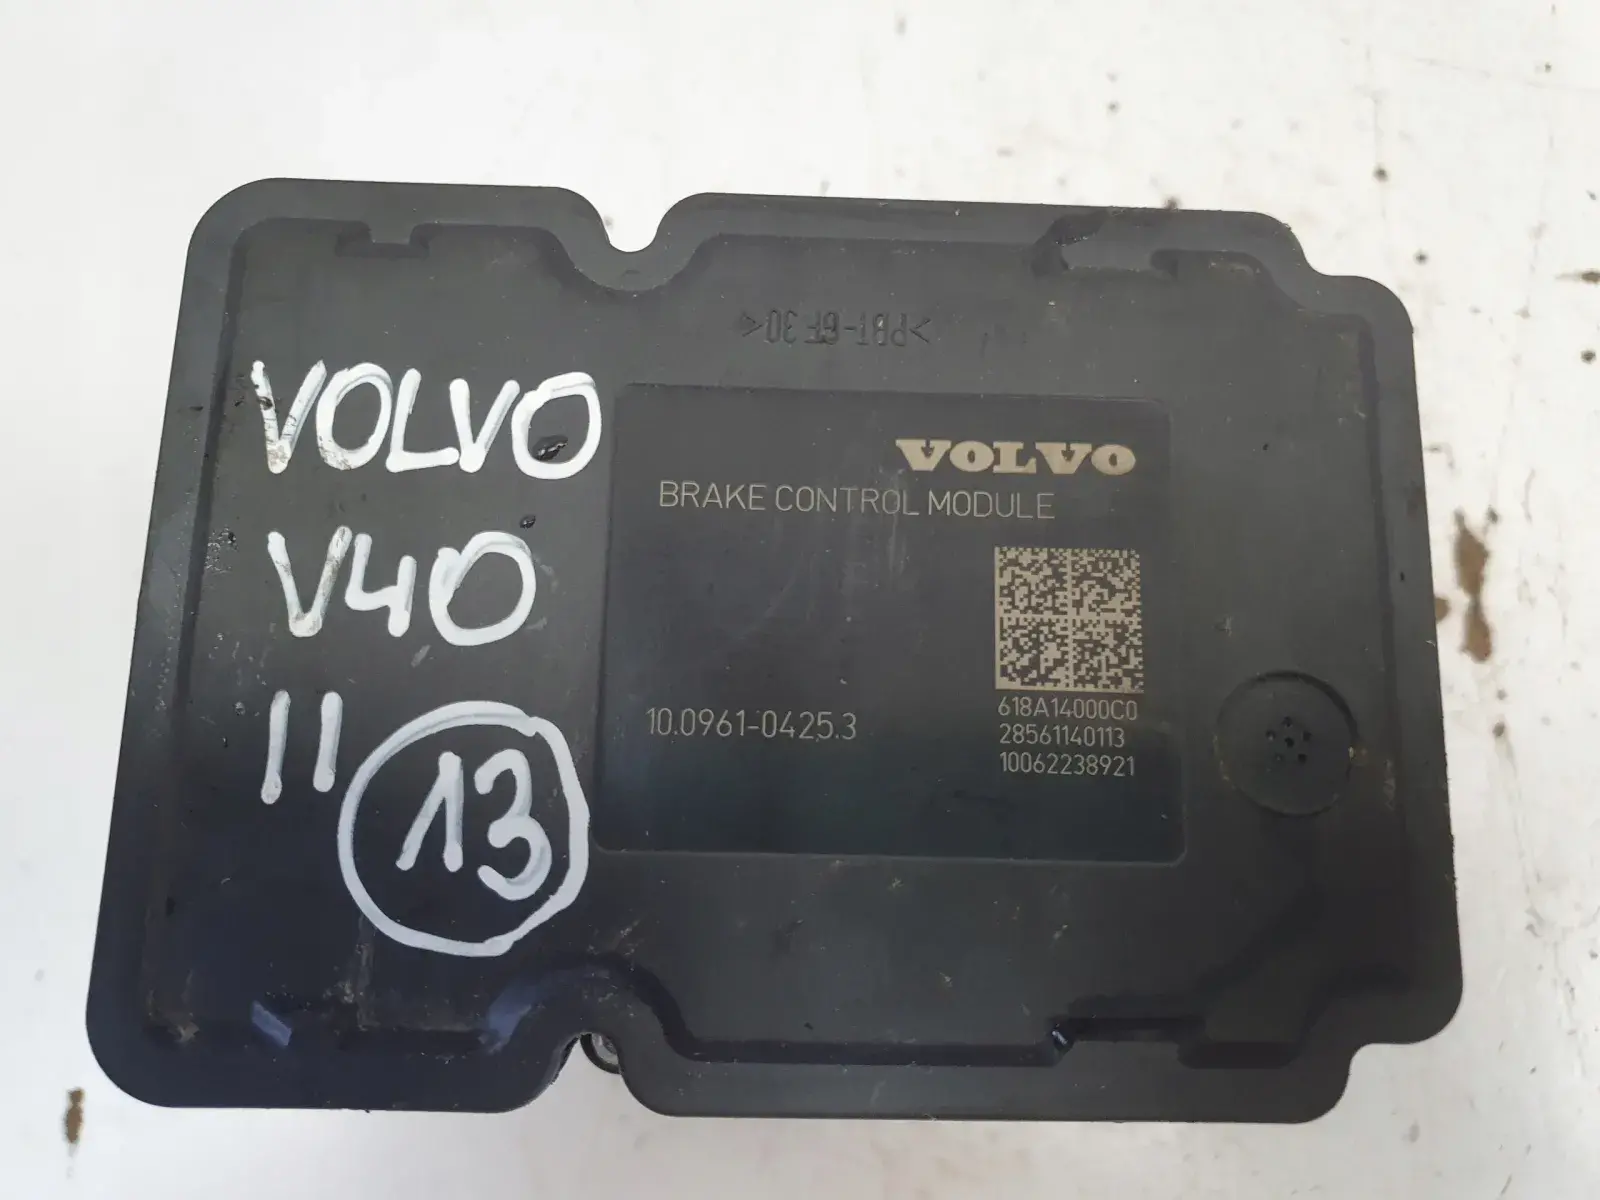 >PBT-GF30<
VOLVO
V40
II
13
VOLVO
BRAKE CONTROL MODULE
10.0961-0425.3
618A14000C0
28561140113
10062238921